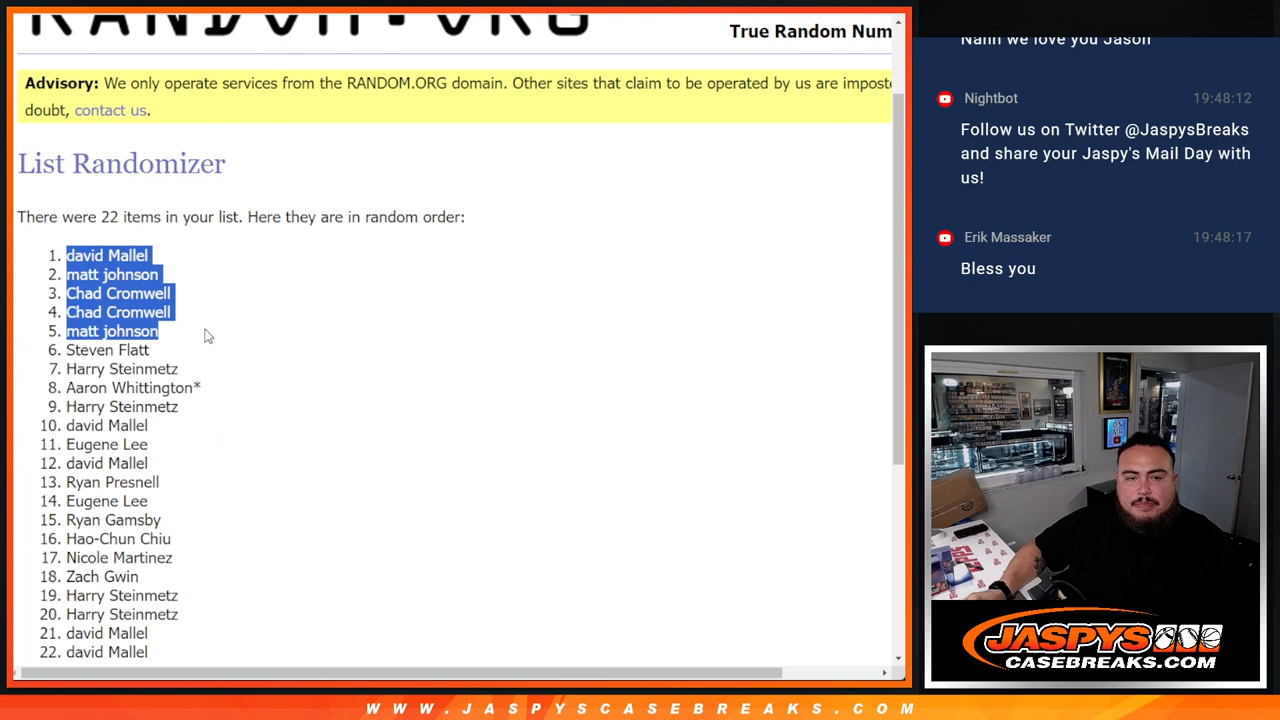 RANDOM.ORG
True Random Num
Advisory: We only operate services from the RANDOM.ORG domain. Other sites that claim to be operated by us are imposte
doubt, contact us.
List Randomizer
There were 22 items in your list. Here they are in random order:
1. david Mallel
2. matt johnson
3. Chad Cromwell
4. Chad Cromwell
5. matt johnson
6. Steven Flatt
7. Harry Steinmetz
8. Aaron Whittington*
9. Harry Steinmetz
10. david Mallel
11. Eugene Lee
12. david Mallel
13. Ryan Presnell
14. Eugene Lee
15. Ryan Gamsby
16. Hao-Chun Chiu
17. Nicole Martinez
18. Zach Gwin
19. Harry Steinmetz
20. Harry Steinmetz
21. david Mallel
22. david Mallel
Nahh we love you Jason
Nightbot 19:48:12
Follow us on Twitter @JaspysBreaks
and share your Jaspy's Mail Day with
us!
Erik Massaker 19:48:17
Bless you
JASPYS
CASEBREAKS.COM
WWW.JASPYSCASEBREAKS.COM